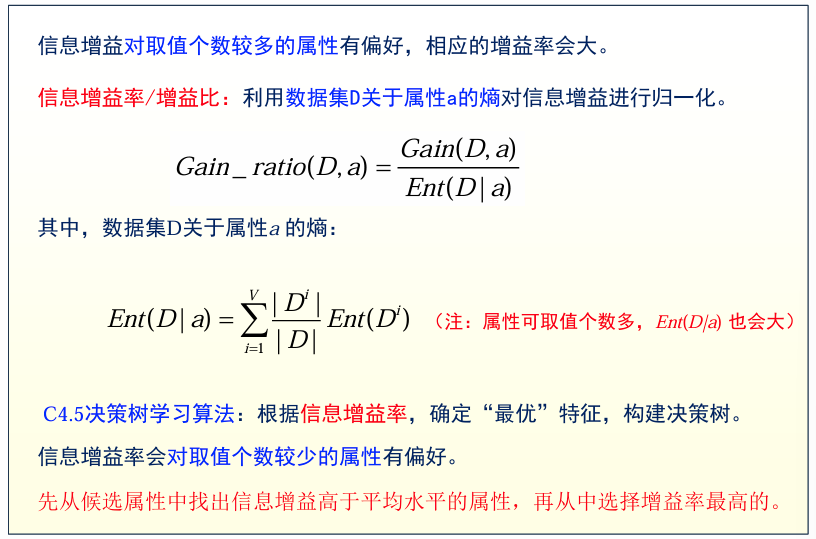 信息增益对取值个数较多的属性有偏好，相应的增益率会大。
信息增益率/增益比：利用数据集D关于属性a的熵对信息增益进行归一化。
Gain_ratio(D,a) = Gain(D,a) / Ent(D|a)
其中，数据集D关于属性a的熵：
Ent(D|a) = ∑_{i=1}^{V} |D^i| / |D| Ent(D^i) （注：属性可取值个数多，Ent(D/a) 也会大）
C4.5决策树学习算法：根据信息增益率，确定“最优”特征，构建决策树。
信息增益率会对取值个数较少的属性有偏好。
先从候选属性中找出信息增益高于平均水平的属性，再从中选择增益率最高的。